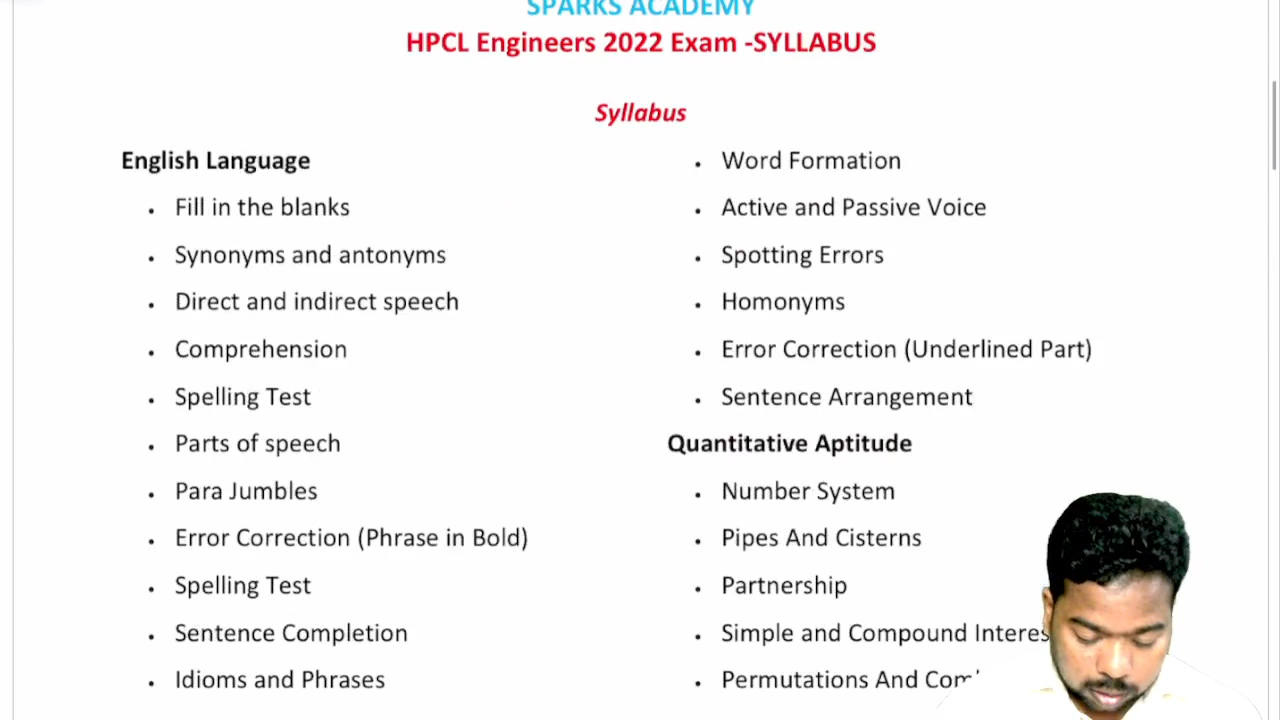 SPARKS ACADEMY
HPCL Engineers 2022 Exam -SYLLABUS
Syllabus
English Language
• Fill in the blanks
• Synonyms and antonyms
• Direct and indirect speech
• Comprehension
• Spelling Test
• Parts of speech
• Para Jumbles
• Error Correction (Phrase in Bold)
• Spelling Test
• Sentence Completion
• Idioms and Phrases
• Word Formation
• Active and Passive Voice
• Spotting Errors
• Homonyms
• Error Correction (Underlined Part)
• Sentence Arrangement
Quantitative Aptitude
• Number System
• Pipes And Cisterns
• Partnership
• Simple and Compound
• Permutations And